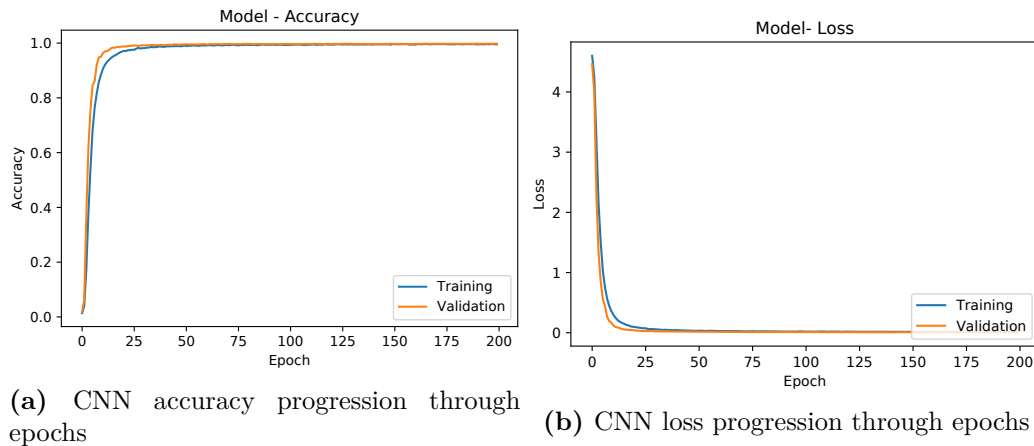 Model - Accuracy
1.0
0.8
0.6
0.4
0.2
0.0
Accuracy
0
25
50
75
100
125
150
175
200
Epoch
Training
Validation
(a) CNN accuracy progression through
epochs
Model- Loss
4
3
2
1
0
Loss
0
25
50
75
100
125
150
175
200
Epoch
Training
Validation
(b) CNN loss progression through epochs